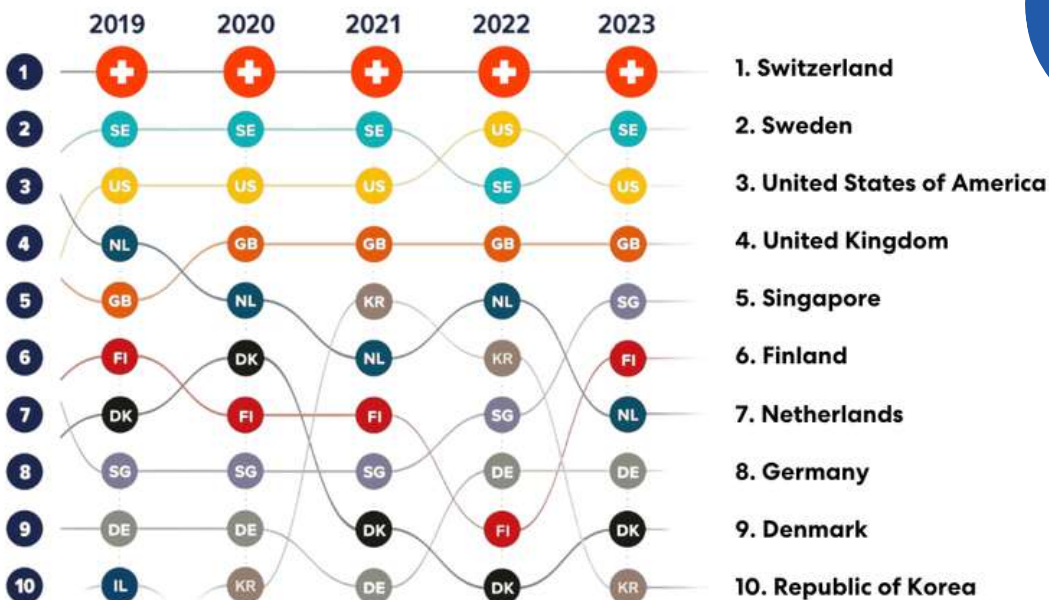 2019 2020 2021 2022 2023
1 1. Switzerland
2 SE SE SE US SE 2. Sweden
3 US US US SE US 3. United States of America
4 NL GB GB GB GB 4. United Kingdom
5 GB NL KR NL SG 5. Singapore
6 FI DK NL KR FI 6. Finland
7 DK FI FI SG NL 7. Netherlands
8 SG SG SG DE DE 8. Germany
9 DE DE DK FI DK 9. Denmark
10 IL KR DE DK KR 10. Republic of Korea